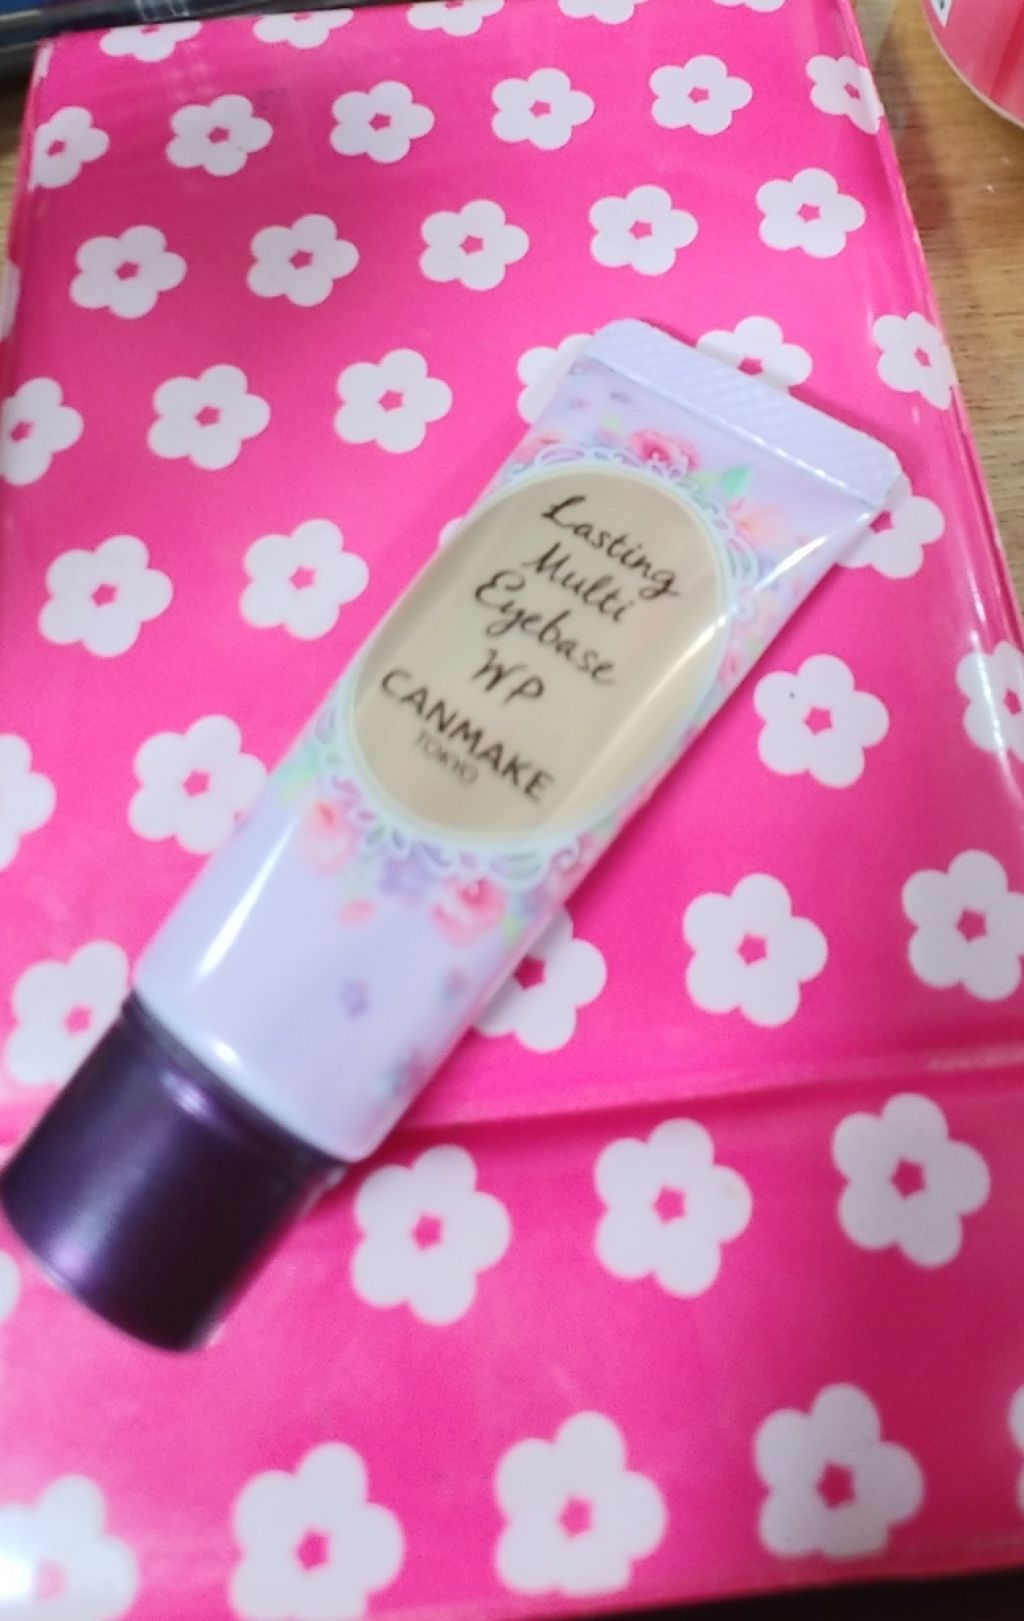 Lasting
Multi
Eyebase
WP
CANMAKE
TOKYO